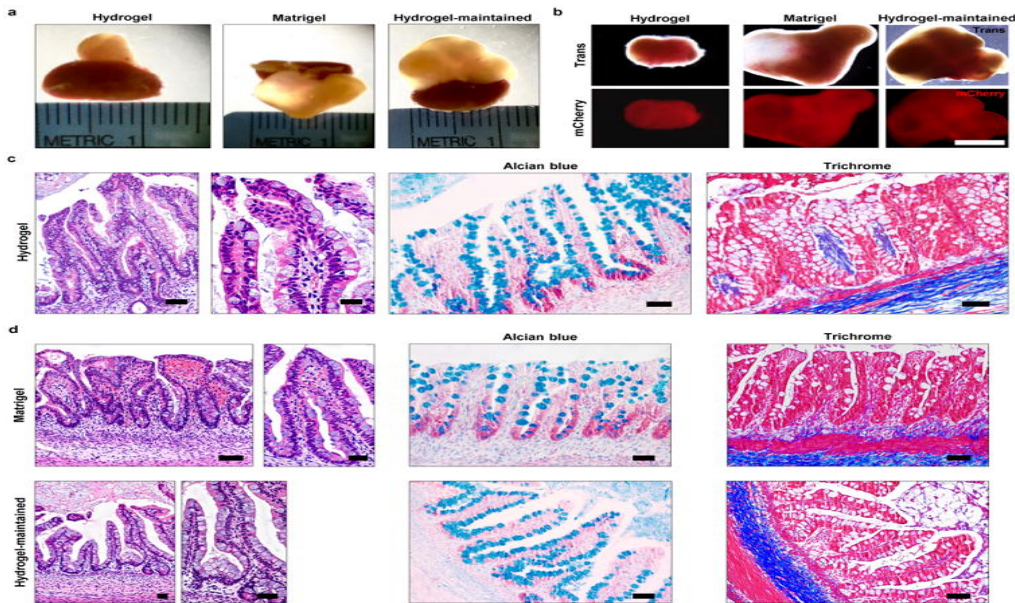 a
Hydrogel
Matrigel
Hydrogel-maintained
METRIC 1
METRIC 1
METRIC 1
b
Hydrogel
Matrigel
Hydrogel-maintained
Trans
Trans
mCherry
mCherry
c
Alcian blue
Trichrome
Hydrogel
d
Alcian blue
Trichrome
Matrigel
Hydrogel-maintained